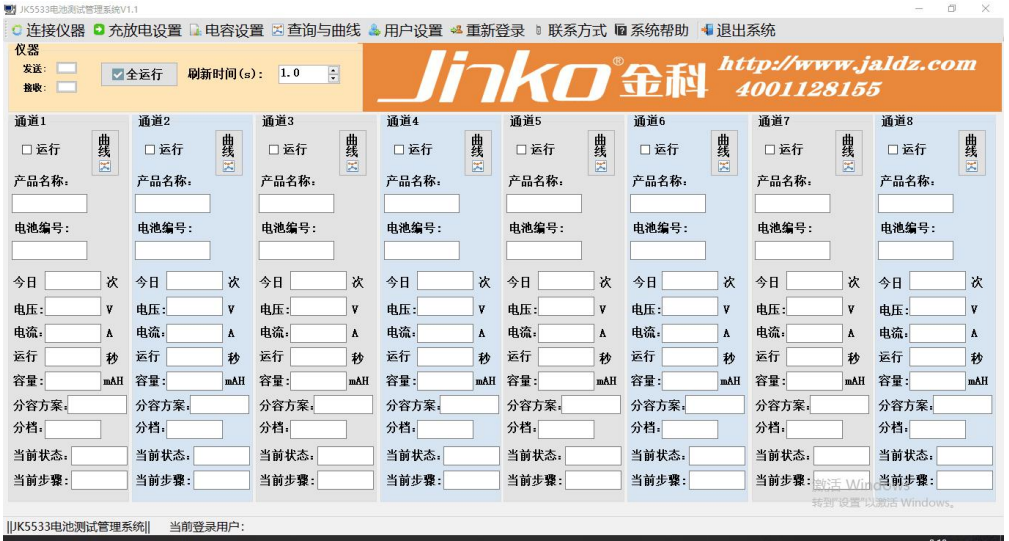 JK5533电池测试管理系统V1.1
连接仪器 充放电设置 电容设置 查询与曲线 用户设置 重新登录 联系方式 系统帮助 退出系统
仪器
发送:
接收:
全运行 刷新时间(s): 1.0
Jinko®金科 http://www.jaldz.com
4001128155
通道1 通道2 通道3 通道4 通道5 通道6 通道7 通道8
运行 曲线 运行 曲线 运行 曲线 运行 曲线 运行 曲线 运行 曲线 运行 曲线 运行 曲线
产品名称: 产品名称: 产品名称: 产品名称: 产品名称: 产品名称: 产品名称: 产品名称:
电池编号: 电池编号: 电池编号: 电池编号: 电池编号: 电池编号: 电池编号: 电池编号:
今日 次 今日 次 今日 次 今日 次 今日 次 今日 次 今日 次 今日 次
电压: V 电压: V 电压: V 电压: V 电压: V 电压: V 电压: V 电压: V
电流: A 电流: A 电流: A 电流: A 电流: A 电流: A 电流: A 电流: A
运行 秒 运行 秒 运行 秒 运行 秒 运行 秒 运行 秒 运行 秒 运行 秒
容量: mAH 容量: mAH 容量: mAH 容量: mAH 容量: mAH 容量: mAH 容量: mAH 容量: mAH
分容方案: 分容方案: 分容方案: 分容方案: 分容方案: 分容方案: 分容方案: 分容方案:
分档: 分档: 分档: 分档: 分档: 分档: 分档: 分档:
当前状态: 当前状态: 当前状态: 当前状态: 当前状态: 当前状态: 当前状态: 当前状态:
当前步骤: 当前步骤: 当前步骤: 当前步骤: 当前步骤: 当前步骤: 当前步骤: 当前步骤:
激活 Windows
转到"设置"以激活 Windows。
||JK5533电池测试管理系统|| 当前登录用户: